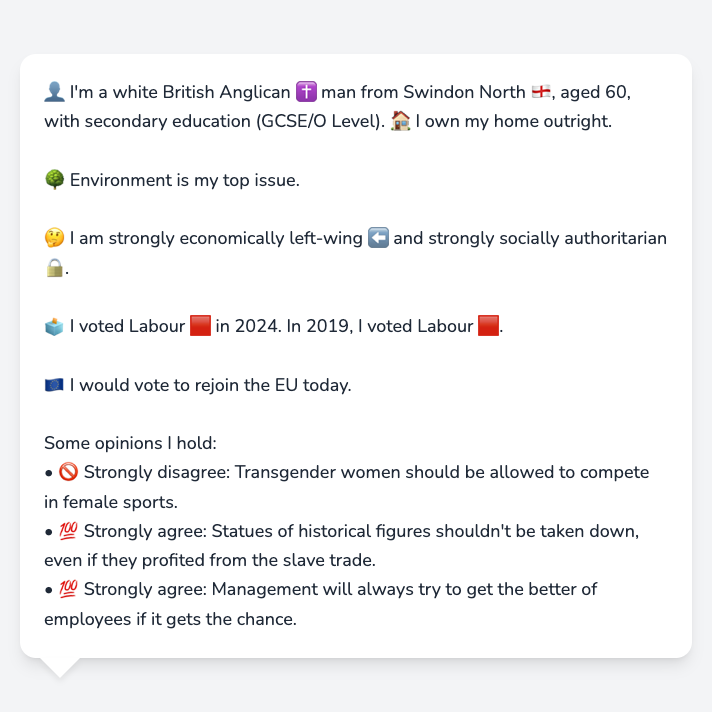 👤 I'm a white British Anglican ✝️ man from Swindon North 🏴󠁧󠁢󠁥󠁮󠁧󠁿, aged 60,
with secondary education (GCSE/O Level). 🏠 I own my home outright.
🌳 Environment is my top issue.
🤔 I am strongly economically left-wing ⬅️ and strongly socially authoritarian
🔒.
🗳️ I voted Labour 🟥 in 2024. In 2019, I voted Labour 🟥.
🇪🇺 I would vote to rejoin the EU today.
Some opinions I hold:
• 🚫 Strongly disagree: Transgender women should be allowed to compete
in female sports.
• 💯 Strongly agree: Statues of historical figures shouldn't be taken down,
even if they profited from the slave trade.
• 💯 Strongly agree: Management will always try to get the better of
employees if it gets the chance.